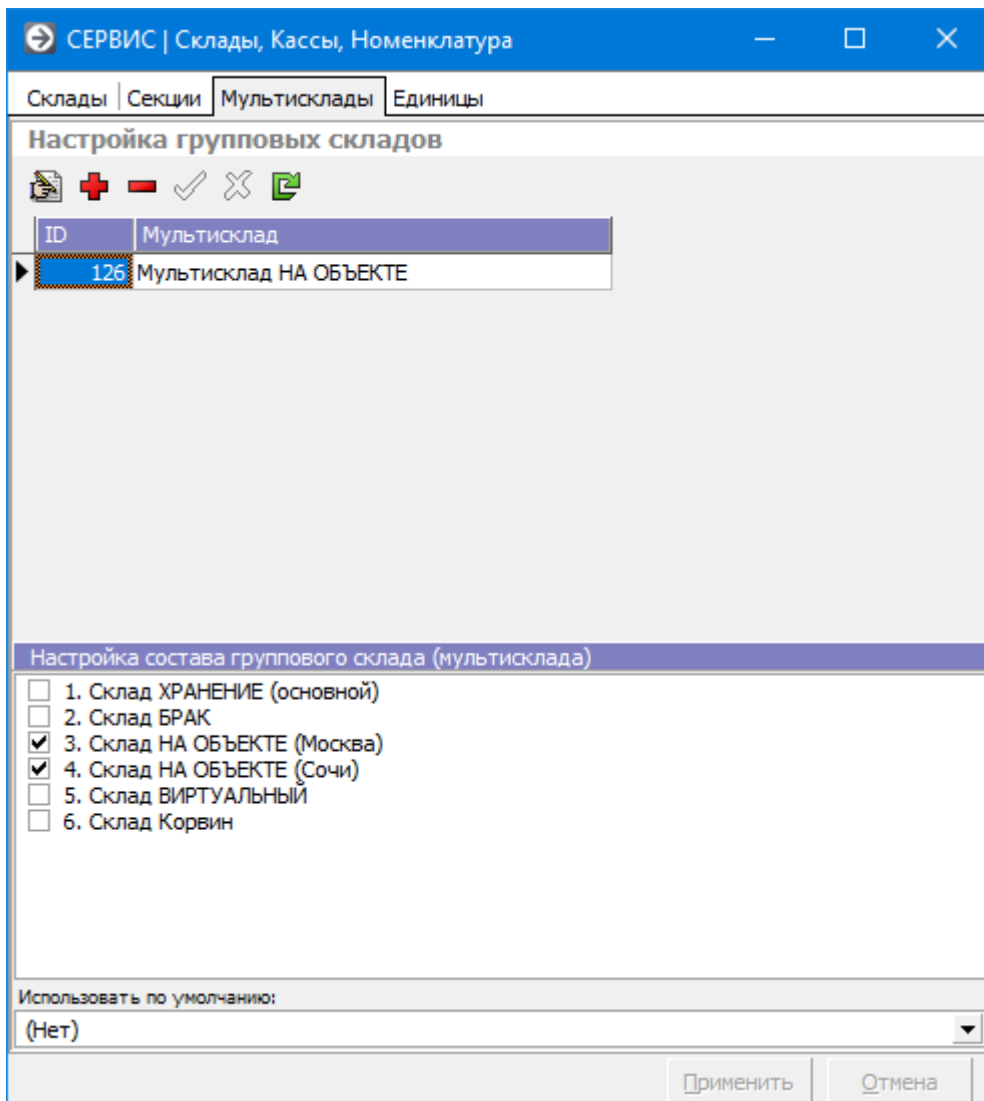 СЕРВИС | Склады, Кассы, Номенклатура
Склады Секции Мультисклады Единицы
Настройка групповых складов
ID Мультисклад
126 Мультисклад НА ОБЪЕКТЕ
Настройка состава группового склада (мультисклада)
1. Склад ХРАНЕНИЕ (основной)
2. Склад БРАК
3. Склад НА ОБЪЕКТЕ (Москва)
4. Склад НА ОБЪЕКТЕ (Сочи)
5. Склад ВИРТУАЛЬНЫЙ
6. Склад Корвин
Использовать по умолчанию:
(Нет)
Применить Отмена